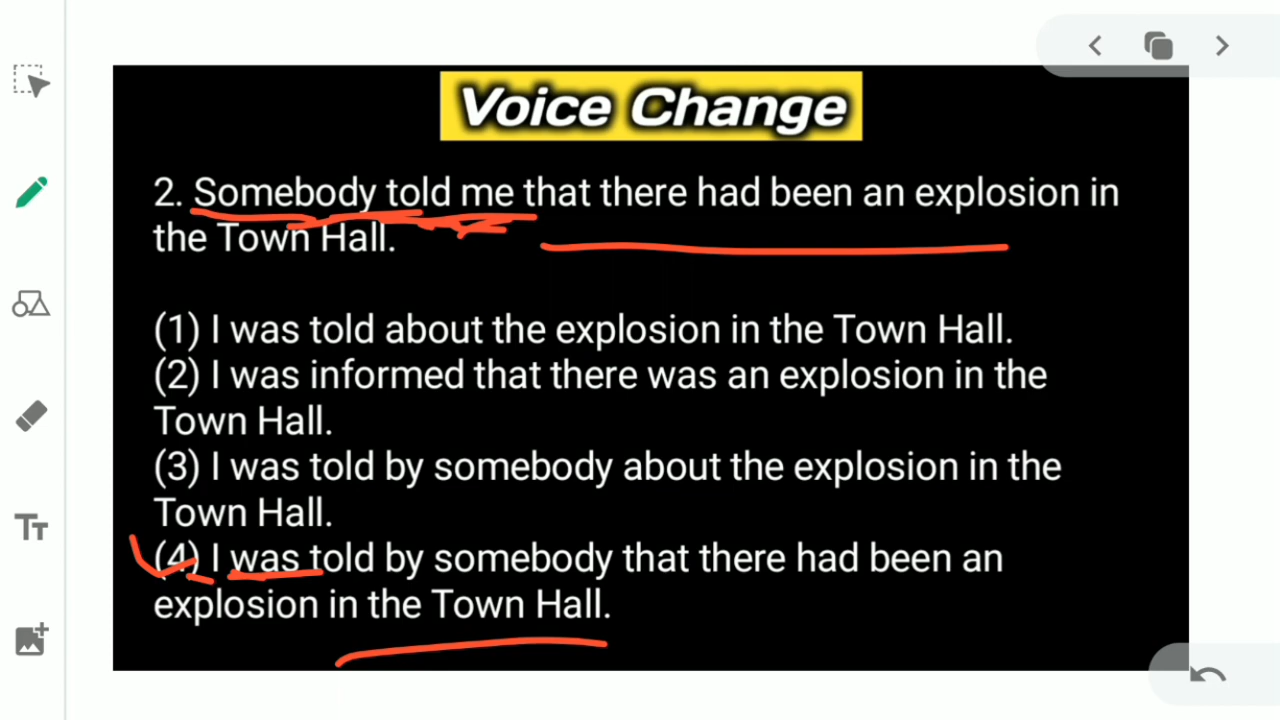 Voice Change
2. Somebody told me that there had been an explosion in
the Town Hall.
(1) I was told about the explosion in the Town Hall.
(2) I was informed that there was an explosion in the
Town Hall.
(3) I was told by somebody about the explosion in the
Town Hall.
(4) I was told by somebody that there had been an
explosion in the Town Hall.
TT